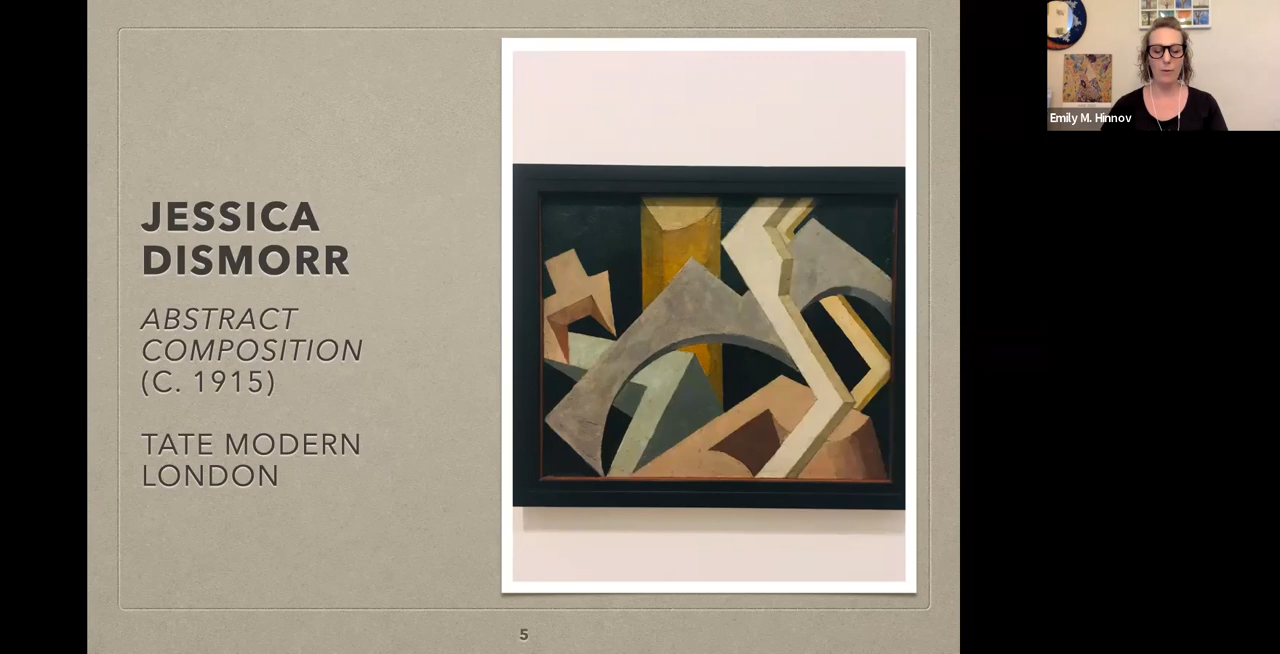 JESSICA
DISMORR
ABSTRACT
COMPOSITION
(C. 1915)
TATE MODERN
LONDON
5
Emily M. Hinnov